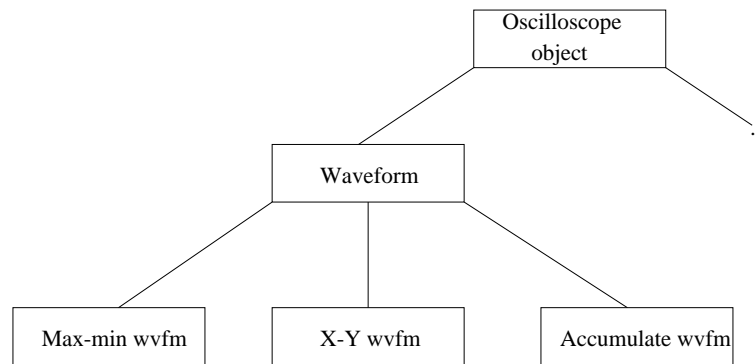 Oscilloscope
object
Waveform
Max-min wvfm
X-Y wvfm
Accumulate wvfm